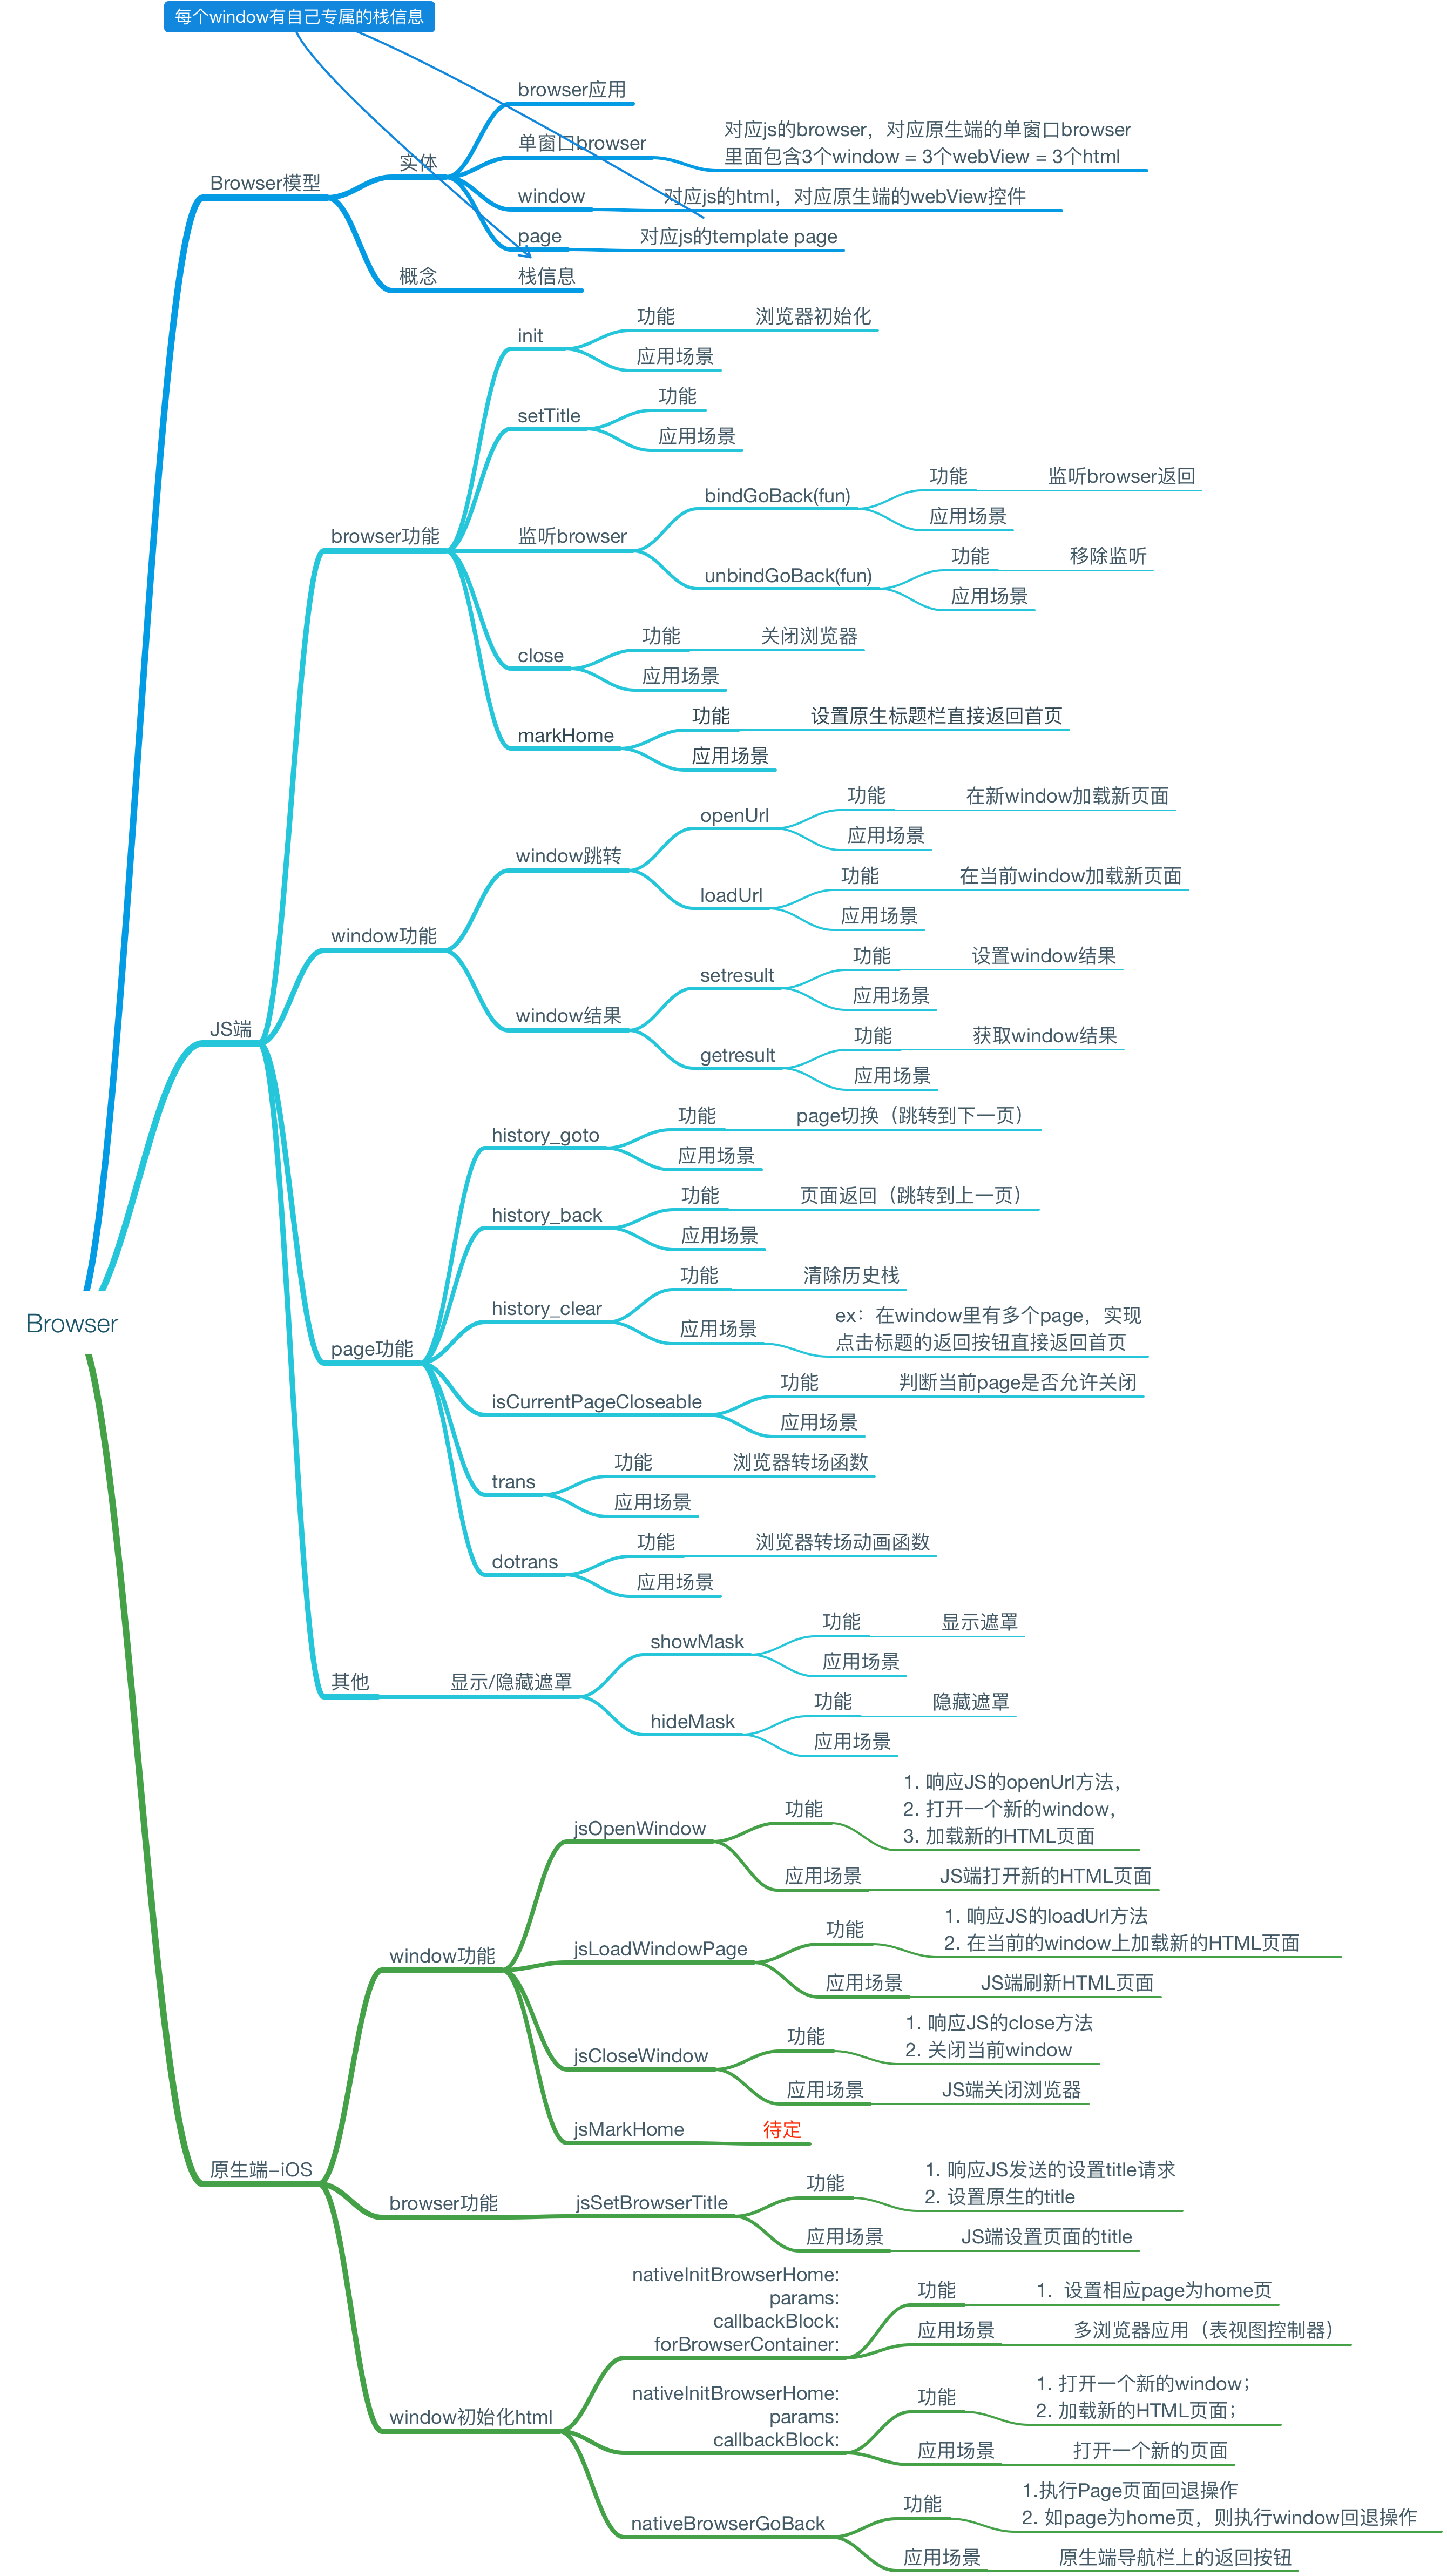 每个window有自己专属的栈信息
browser应用
单窗口browser
对应js的browser，对应原生端的单窗口browser
里面包含3个window = 3个webView = 3个html
实体
Browser模型
window
对应js的html，对应原生端的webView控件
page
对应js的template page
概念
栈信息
功能
浏览器初始化
init
应用场景
功能
setTitle
应用场景
功能
监听browser返回
bindGoBack(fun)
应用场景
browser功能
监听browser
功能
移除监听
unbindGoBack(fun)
应用场景
功能
关闭浏览器
close
应用场景
功能
设置原生标题栏直接返回首页
markHome
应用场景
功能
在新window加载新页面
openUrl
应用场景
window跳转
功能
在当前window加载新页面
loadUrl
应用场景
window功能
功能
设置window结果
setresult
应用场景
window结果
JS端
功能
获取window结果
getresult
应用场景
功能
page切换（跳转到下一页）
history_goto
应用场景
功能
页面返回（跳转到上一页）
history_back
应用场景
功能
清除历史栈
history_clear
应用场景
ex：在window里有多个page，实现
点击标题的返回按钮直接返回首页
Browser
page功能
功能
判断当前page是否允许关闭
isCurrentPageCloseable
应用场景
功能
浏览器转场函数
trans
应用场景
功能
浏览器转场动画函数
dotrans
应用场景
功能
显示遮罩
showMask
应用场景
其他
显示/隐藏遮罩
功能
隐藏遮罩
hideMask
应用场景
1. 响应JS的openUrl方法，
2. 打开一个新的window，
3. 加载新的HTML页面
功能
jsOpenWindow
应用场景
JS端打开新的HTML页面
1. 响应JS的loadUrl方法
2. 在当前的window上加载新的HTML页面
功能
window功能
jsLoadWindowPage
应用场景
JS端刷新HTML页面
1. 响应JS的close方法
2. 关闭当前window
功能
jsCloseWindow
应用场景
JS端关闭浏览器
jsMarkHome
待定
原生端-iOS
1. 响应JS发送的设置title请求
2. 设置原生的title
功能
browser功能
jsSetBrowserTitle
应用场景
JS端设置页面的title
nativeInitBrowserHome:
params:
callbackBlock:
forBrowserContainer:
功能
1. 设置相应page为home页
应用场景
多浏览器应用（表视图控制器）
window初始化html
nativeInitBrowserHome:
params:
callbackBlock:
功能
1. 打开一个新的window；
2. 加载新的HTML页面；
应用场景
打开一个新的页面
nativeBrowserGoBack
功能
1.执行Page页面回退操作
2. 如page为home页，则执行window回退操作
应用场景
原生端导航栏上的返回按钮